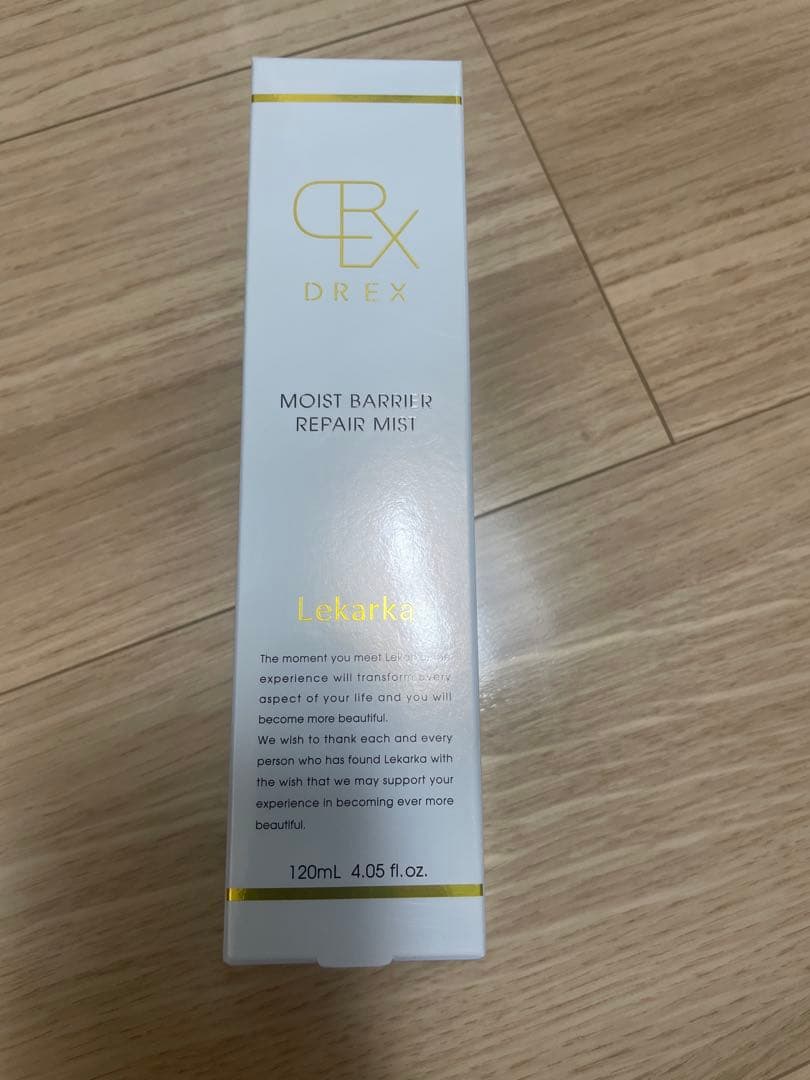 DREX
DREX
MOIST BARRIER
REPAIR MIST
Lekarka
The moment you meet
experience will transform every
aspect of your life and you will
become more beautiful.
We wish to thank each and every
person who has found Lekarka with
the wish that we may support your
experience in becoming ever more
beautiful.
120mL 4.05 fl.oz.